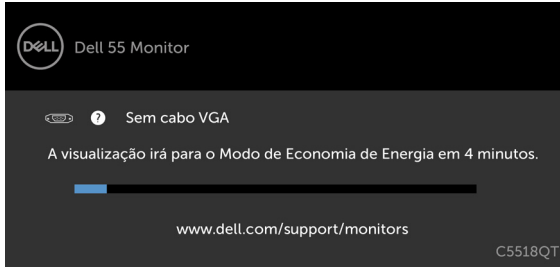 DELL
Dell 55 Monitor
? Sem cabo VGA
A visualização irá para o Modo de Economia de Energia em 4 minutos.
www.dell.com/support/monitors
C5518QT